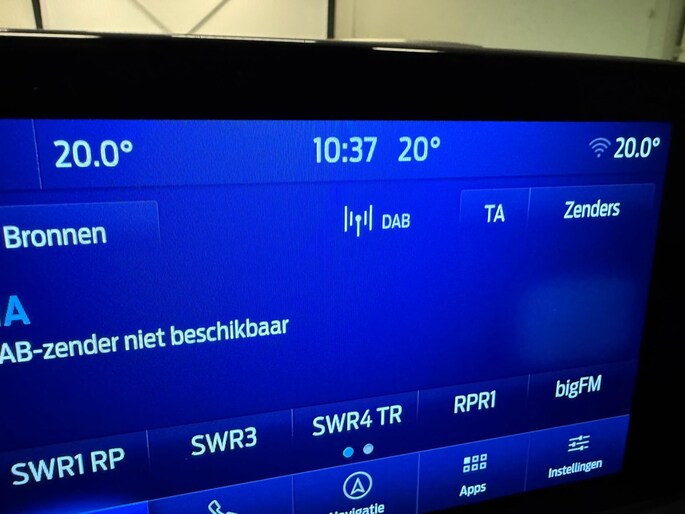 20.0°
10:37 20°
20.0°
Bronnen
DAB
TA
Zenders
A
AB-zender niet beschikbaar
SWR1 RP
SWR3
SWR4 TR
RPR1
bigFM
Navigatie
Apps
Instellingen